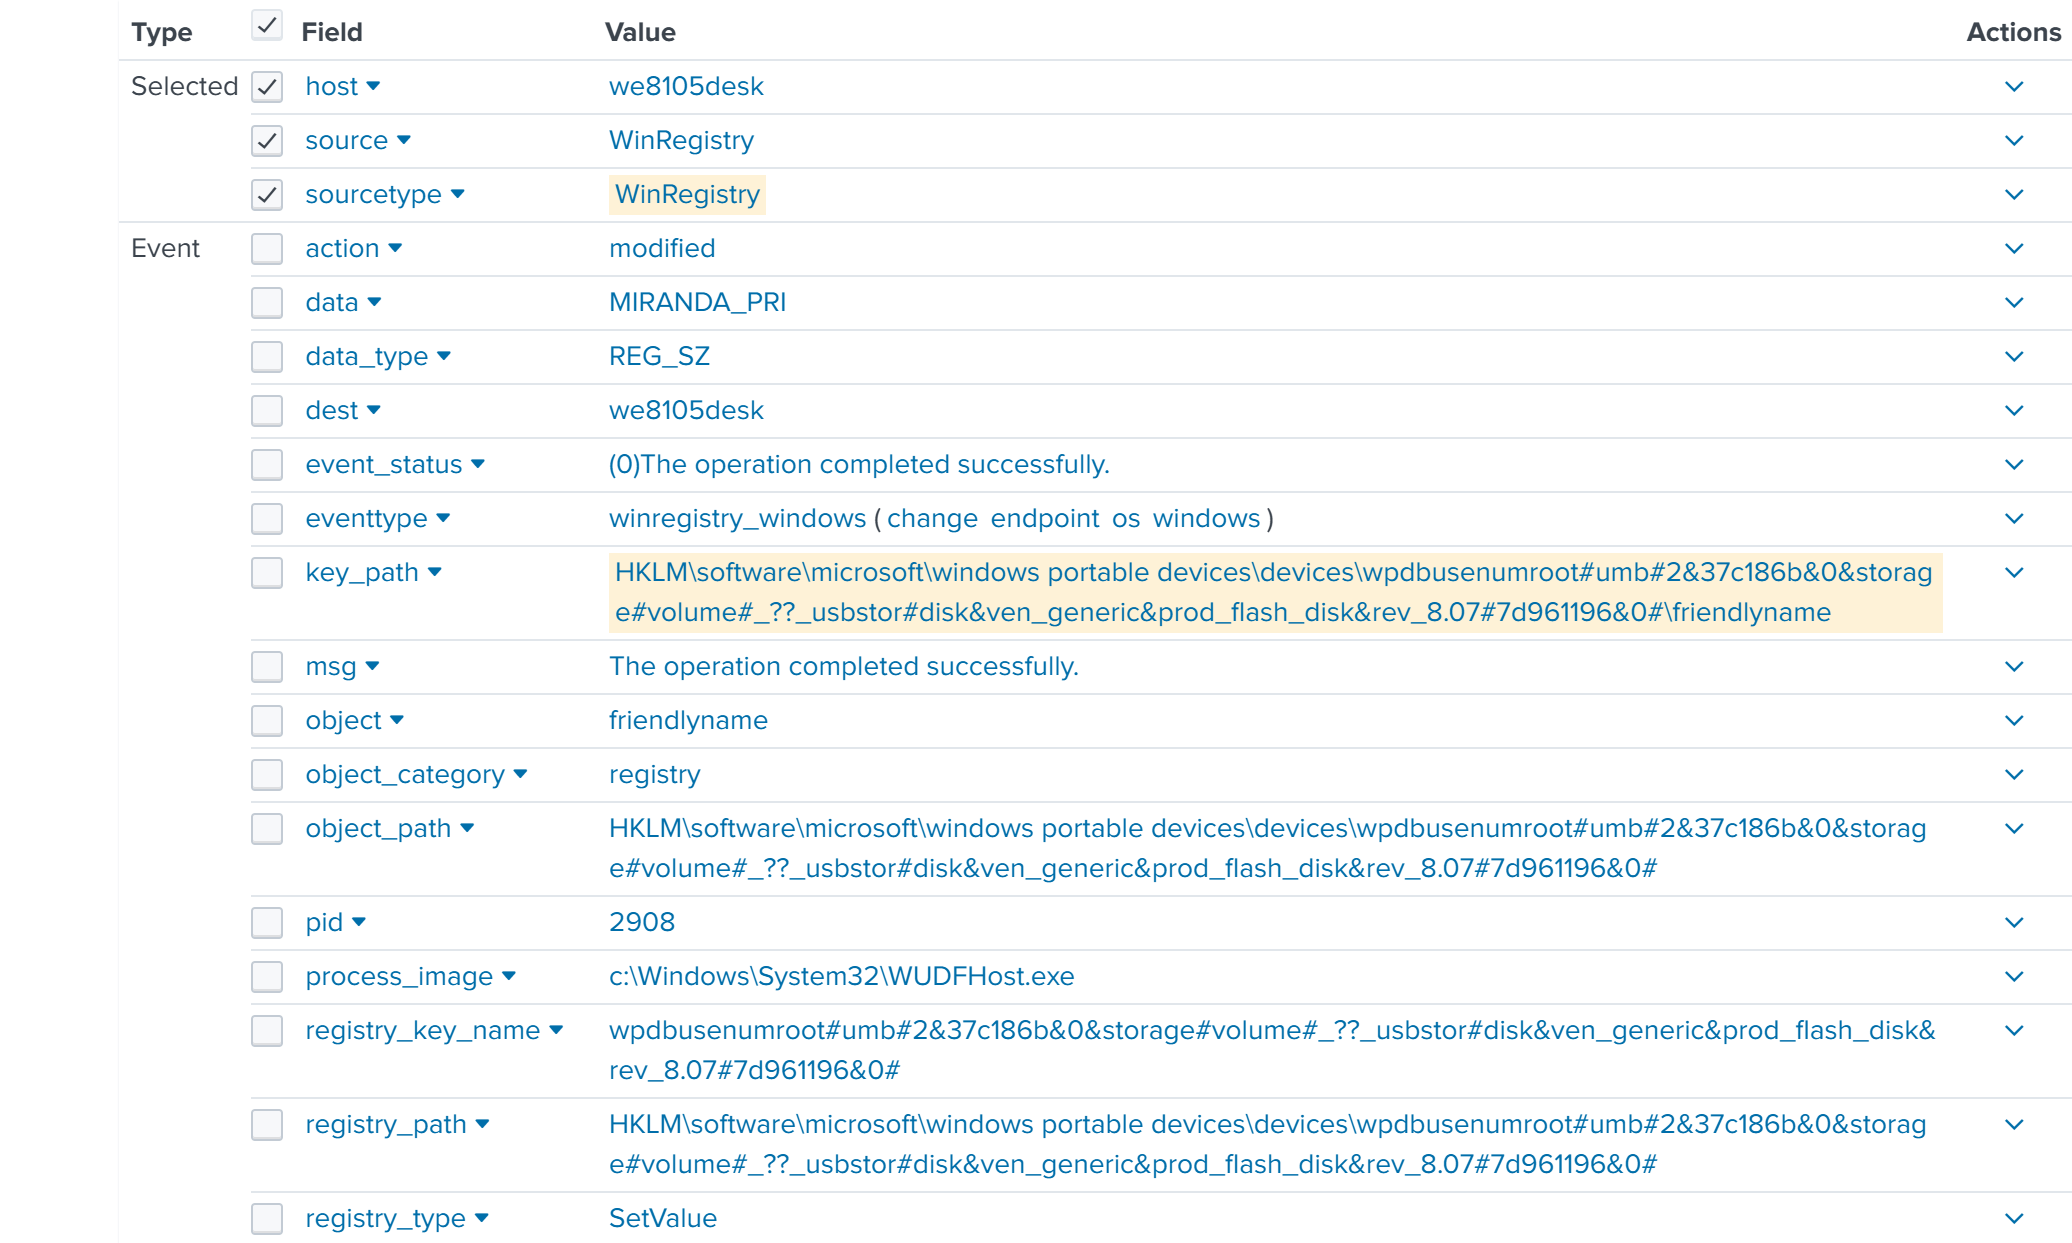 Type Field Value Actions
Selected host we8105desk
source WinRegistry
sourcetype WinRegistry
Event action modified
data MIRANDA_PRI
data_type REG_SZ
dest we8105desk
event_status (0)The operation completed successfully.
eventtype winregistry_windows ( change endpoint os windows )
key_path HKLM\software\microsoft\windows portable devices\devices\wpdbusenumroot#umb#2&37c186b&0&storag
e#volume#_??_usbstor#disk&ven_generic&prod_flash_disk&rev_8.07#7d961196&0#\friendlyname
msg The operation completed successfully.
object friendlyname
object_category registry
object_path HKLM\software\microsoft\windows portable devices\devices\wpdbusenumroot#umb#2&37c186b&0&storag
e#volume#_??_usbstor#disk&ven_generic&prod_flash_disk&rev_8.07#7d961196&0#
pid 2908
process_image c:\Windows\System32\WUDFHost.exe
registry_key_name wpdbusenumroot#umb#2&37c186b&0&storage#volume#_??_usbstor#disk&ven_generic&prod_flash_disk&
rev_8.07#7d961196&0#
registry_path HKLM\software\microsoft\windows portable devices\devices\wpdbusenumroot#umb#2&37c186b&0&storag
e#volume#_??_usbstor#disk&ven_generic&prod_flash_disk&rev_8.07#7d961196&0#
registry_type SetValue